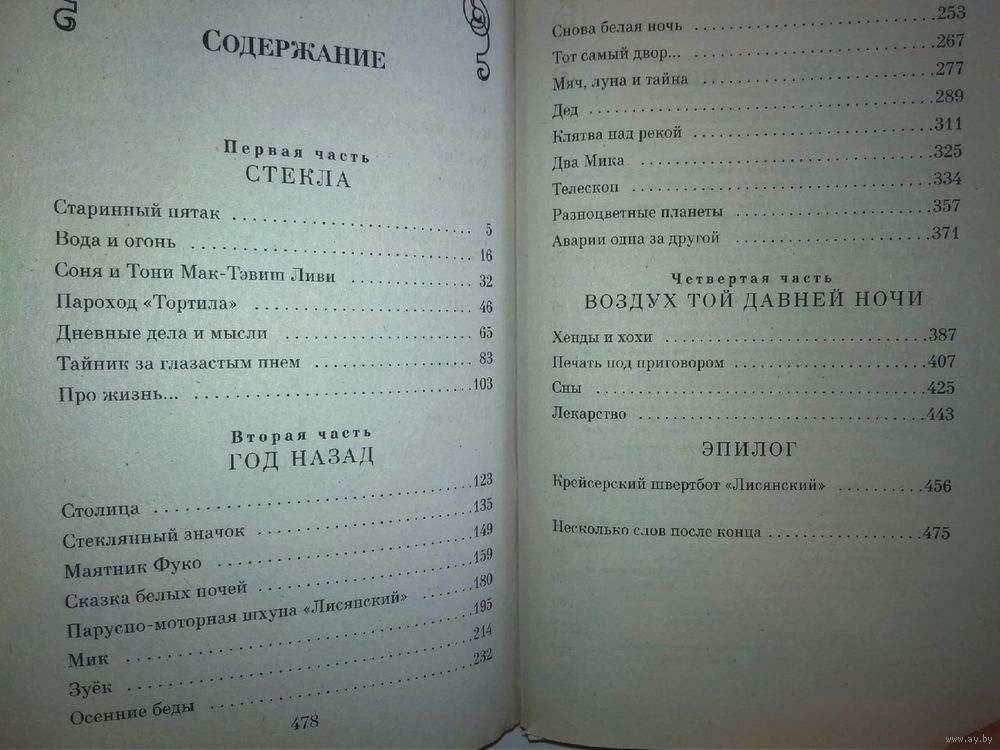 Содержание
Первая часть
СТЕКЛА
Старинный пятак 5
Вода и огонь 16
Соня и Тони Мак-Тэвиш Ливи 32
Пароход «Тортила» 46
Дневные дела и мысли 65
Тайник за глазастым пнем 83
Про жизнь... 103
Вторая часть
ГОД НАЗАД
Столица 123
Стеклянный значок 135
Маятник Фуко 149
Сказка белых ночей 159
Парусно-моторная шхуна «Лисянский» 180
Мик 195
Зуёк 214
Осенние беды 232
478
Снова белая ночь 253
Тот самый двор... 267
Мяч, луна и тайна 277
Дед 289
Клятва над рекой 311
Два Мика 325
Телескоп 334
Разноцветные планеты 357
Аварии одна за другой 371
Четвертая часть
ВОЗДУХ ТОЙ ДАВНЕЙ НОЧИ
Хенды и хохи 387
Печать под приговором 407
Сны 425
Лекарство 443
ЭПИЛОГ
Крейсерский швертбот «Лисянский» 456
Несколько слов после конца 475
www.ay.by